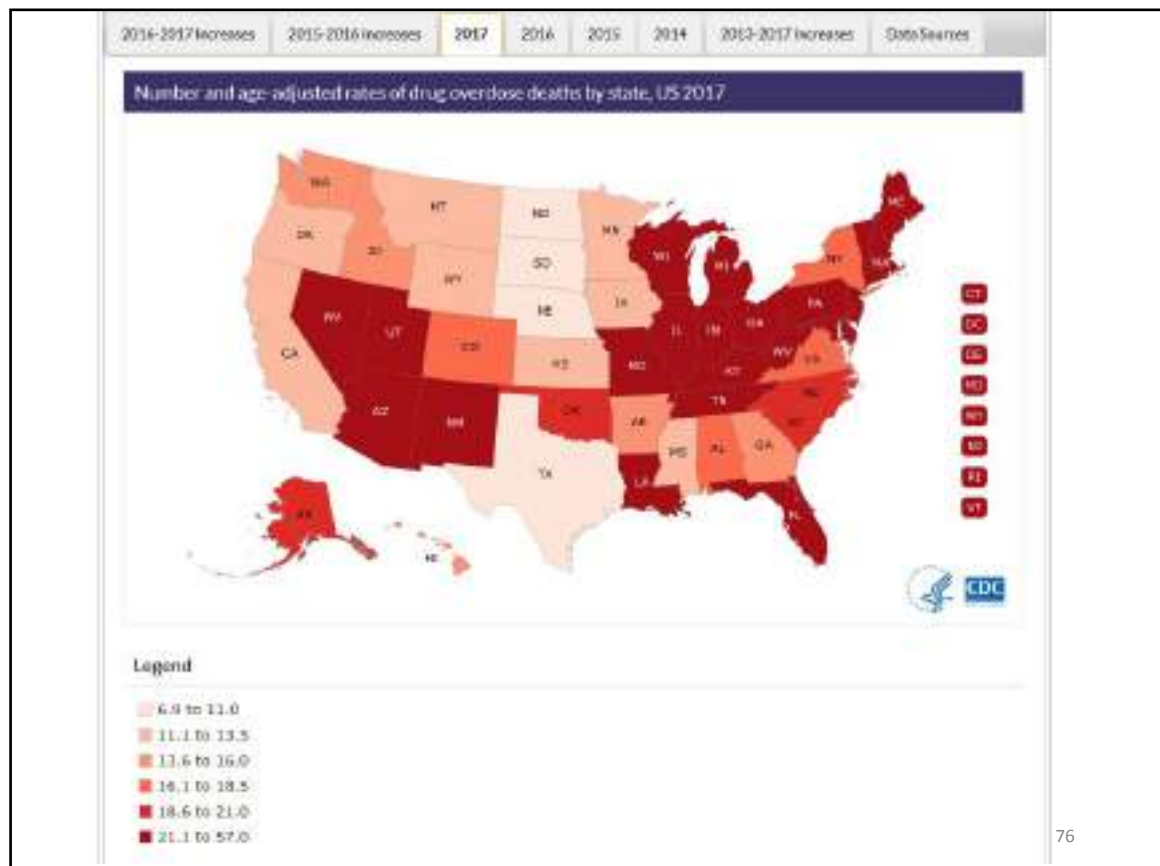 2016-2017 Increases 2015-2016 Increases 2017 2016 2015 2014 2013-2017 Increases Data Sources
Number and age-adjusted rates of drug overdose deaths by state, US 2017
WA
MT
ND
MN
ME
OR
ID
SD
WI
MI
NY
MA
WY
IA
PA
NE
NV
UT
IL
IN
CO
WV
VA
CA
KS
MO
KY
TN
AZ
NM
OK
AR
MS
AL
GA
TX
LA
FL
AK
HI
CT
DC
DE
MD
NH
NJ
RI
VT
CDC
Legend
6.9 to 11.0
11.1 to 13.5
13.6 to 16.0
16.1 to 18.5
18.6 to 21.0
21.1 to 57.0
76